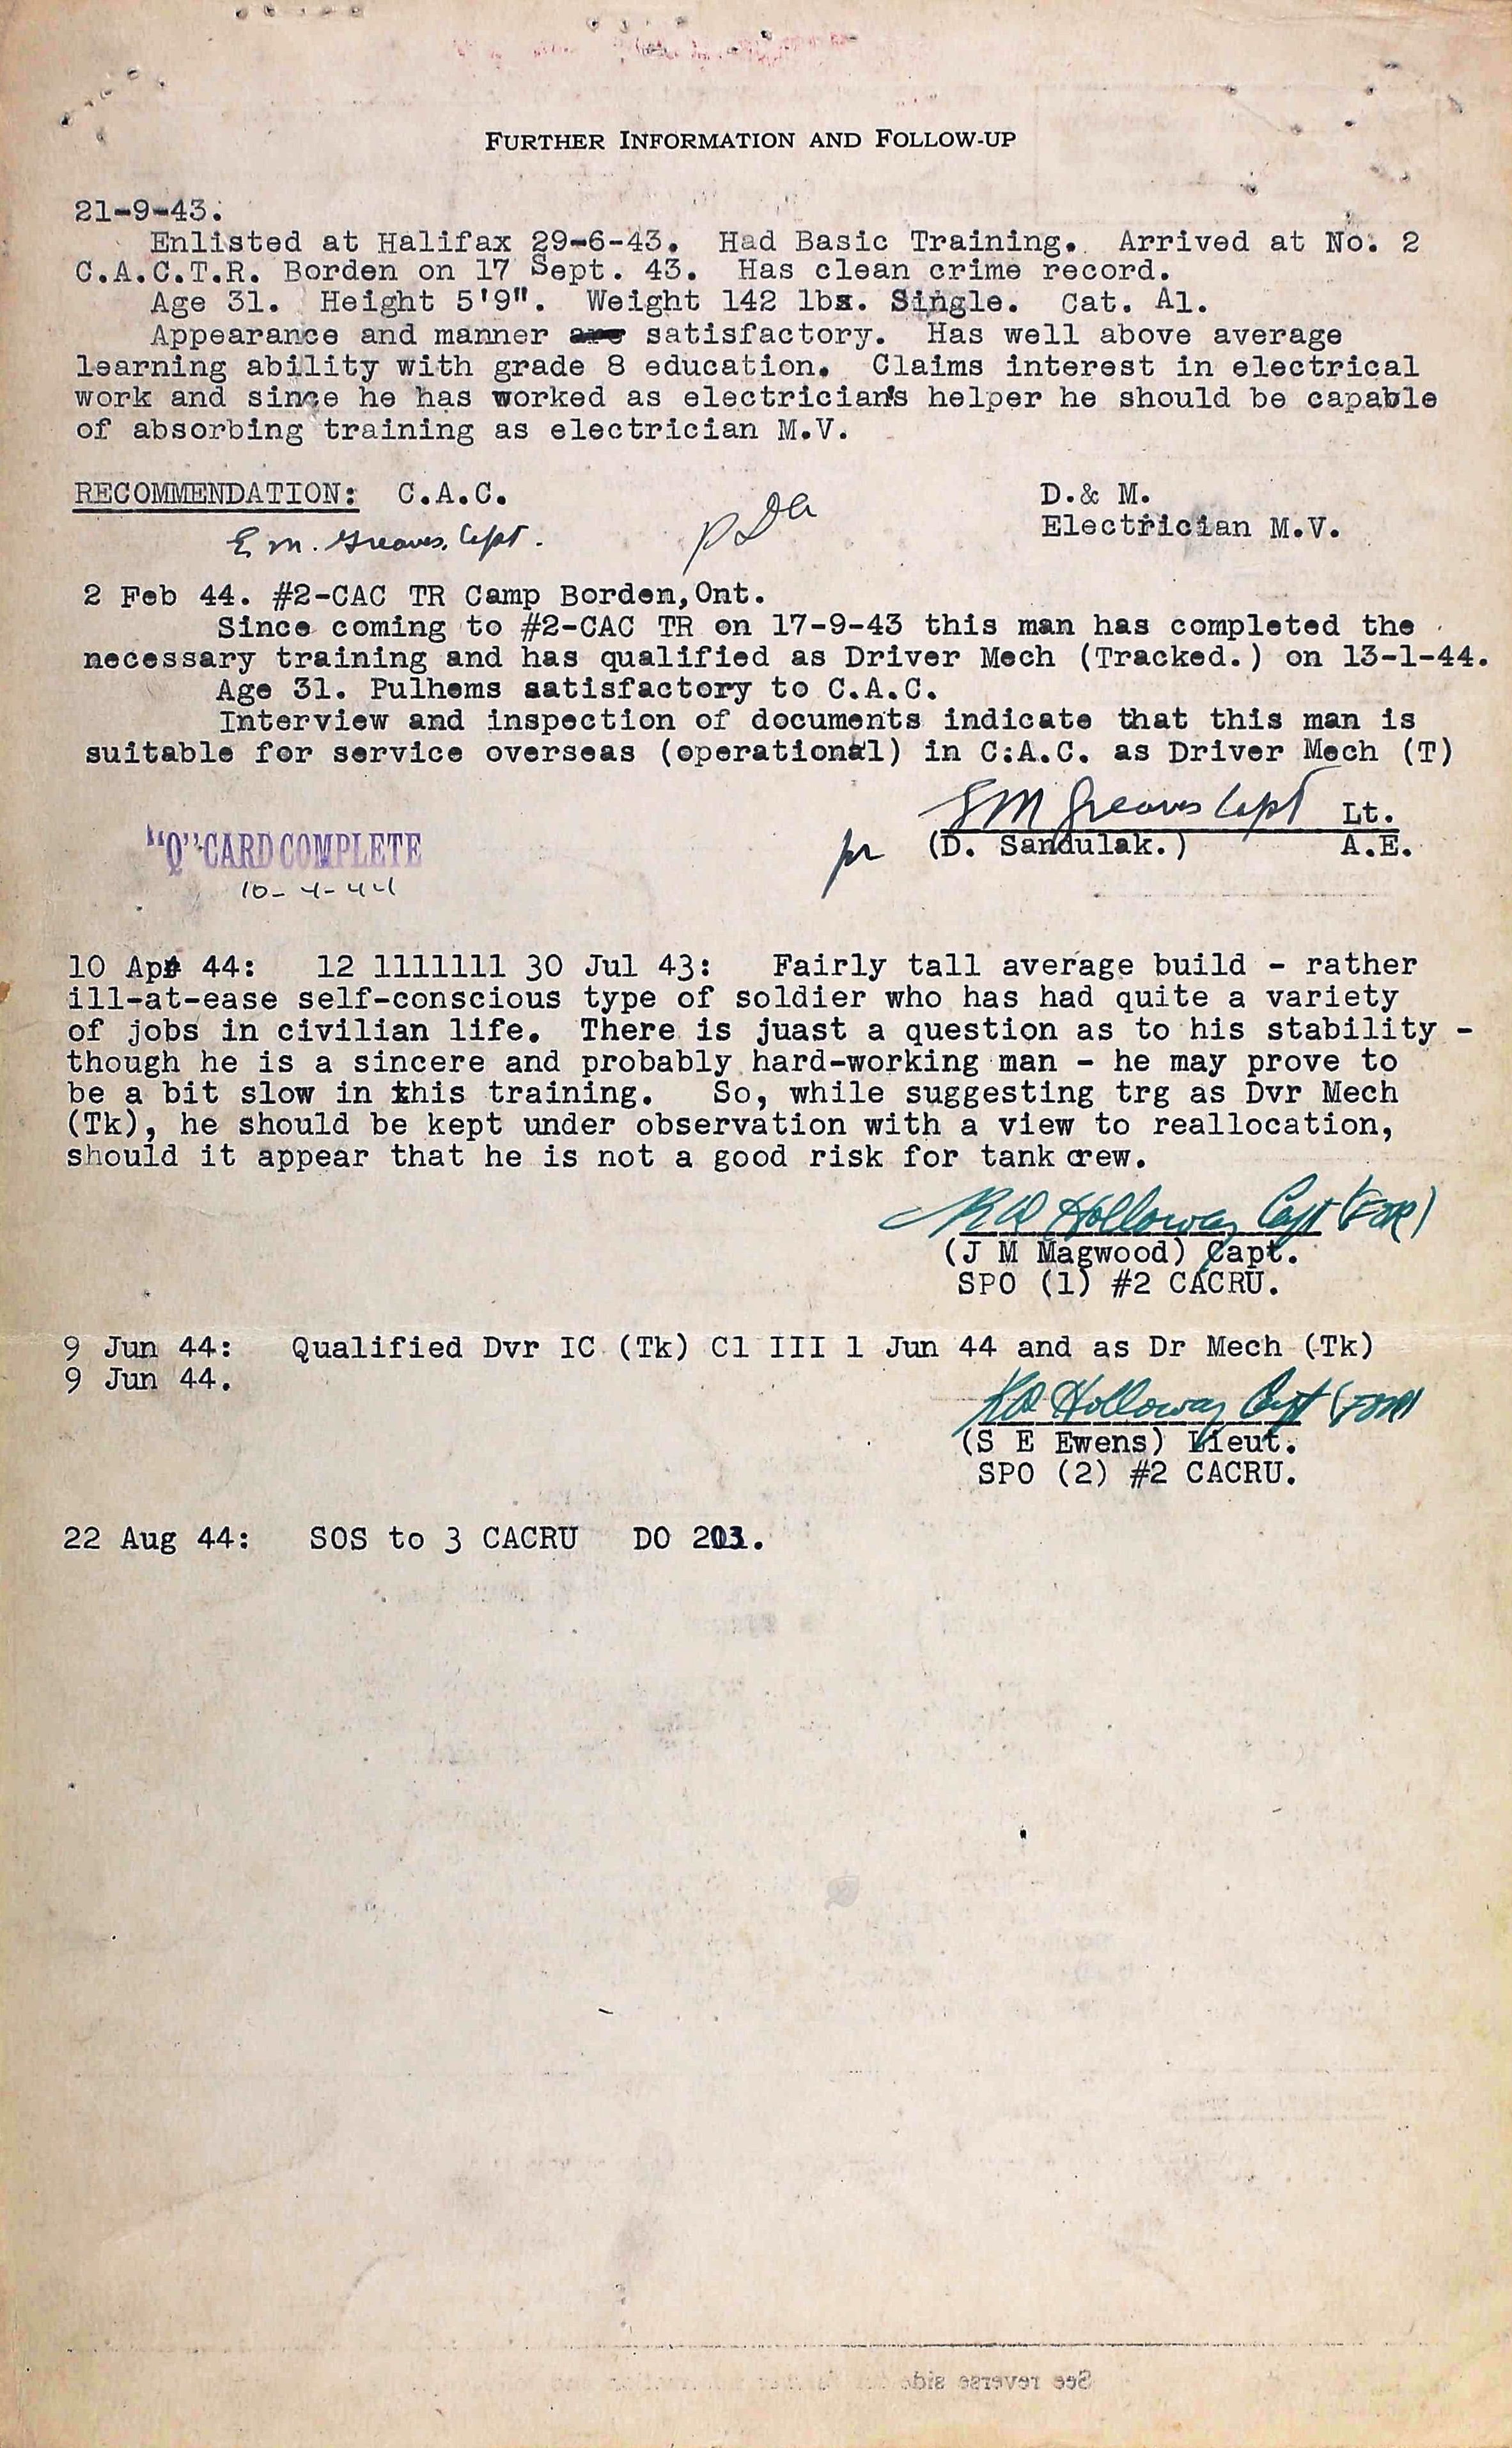 FURTHER INFORMATION AND FOLLOW-UP
21-9-43.
Enlisted at Halifax 29-6-43. Had Basic Training. Arrived at No. 2
C.A.C.T.R. Borden on 17 Sept. 43. Has clean crime record.
Age 31. Height 5'9". Weight 142 lbs. Single. Cat. A1.
Appearance and manner are satisfactory. Has well above average
learning ability with grade 8 education. Claims interest in electrical
work and since he has worked as electrician's helper he should be capable
of absorbing training as electrician M.V.
RECOMMENDATION: C.A.C. D.& M.
Electrician M.V.
E m. Greaves, Capt.
2 Feb 44. #2-CAC TR Camp Borden,Ont.
Since coming to #2-CAC TR on 17-9-43 this man has completed the
necessary training and has qualified as Driver Mech (Tracked.) on 13-1-44.
Age 31. Pulhems satisfactory to C.A.C.
Interview and inspection of documents indicate that this man is
suitable for service overseas (operational) in C:A.C. as Driver Mech (T)
EM Greaves Capt Lt.
(D. Sandulak.) A.E.
"Q" CARD COMPLETE
10-4-44
10 Apr 44: 12 1111111 30 Jul 43: Fairly tall average build - rather
ill-at-ease self-conscious type of soldier who has had quite a variety
of jobs in civilian life. There is juast a question as to his stability -
though he is a sincere and probably hard-working man - he may prove to
be a bit slow in this training. So, while suggesting trg as Dvr Mech
(Tk), he should be kept under observation with a view to reallocation,
should it appear that he is not a good risk for tank crew.
Holloway Capt (FOR)
(J M Magwood) Capt.
SPO (1) #2 CACRU.
9 Jun 44: Qualified Dvr IC (Tk) Cl III 1 Jun 44 and as Dr Mech (Tk)
9 Jun 44.
Holloway Capt (FOR)
(S E Ewens) Lieut.
SPO (2) #2 CACRU.
22 Aug 44: SOS to 3 CACRU DO 203.
See reverse side